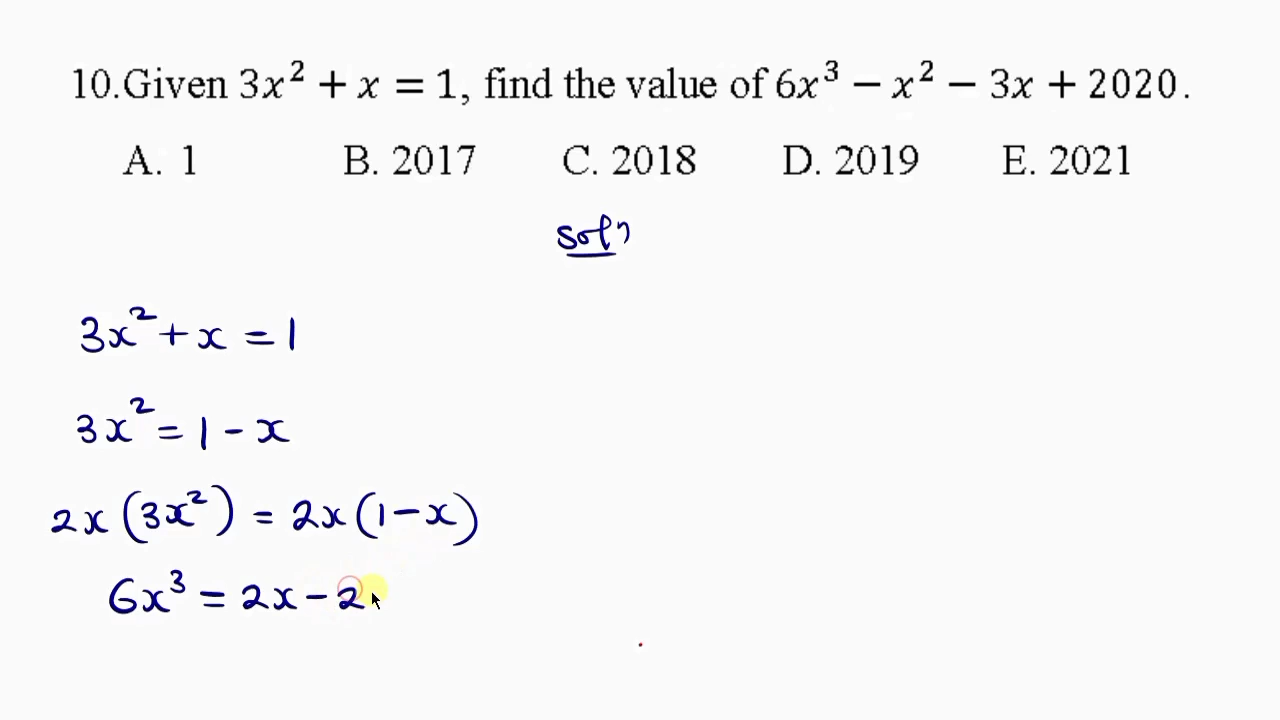 10.Given 3x² + x = 1, find the value of 6x³ − x² − 3x + 2020.
A. 1 B. 2017 C. 2018 D. 2019 E. 2021
Solⁿ
3x² + x = 1
3x² = 1 - x
2x(3x²) = 2x(1-x)
6x³ = 2x - 2